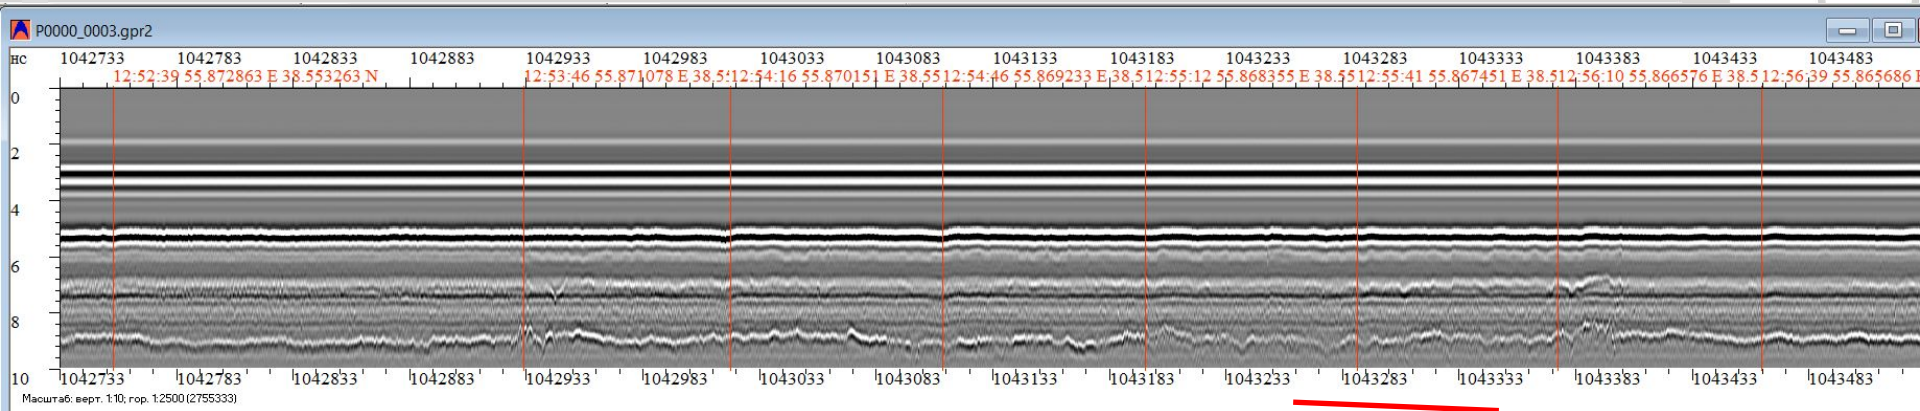 P0000_0003.gpr2
нс 1042733 1042783 1042833 1042883 1042933 1042983 1043033 1043083 1043133 1043183 1043233 1043283 1043333 1043383 1043433 1043483
12:52:39 55.872863 E 38.553263 N 12:53:46 55.871078 E 38.5 12:54:16 55.870151 E 38.55 12:54:46 55.869233 E 38.5 12:55:12 55.868355 E 38.55 12:55:41 55.867451 E 38.5 12:56:10 55.866576 E 38.5 12:56:39 55.865686 E
0
2
4
6
8
10 1042733 1042783 1042833 1042883 1042933 1042983 1043033 1043083 1043133 1043183 1043233 1043283 1043333 1043383 1043433 1043483
Масштаб: верт. 1:10; гор. 1:2500 (2755333)